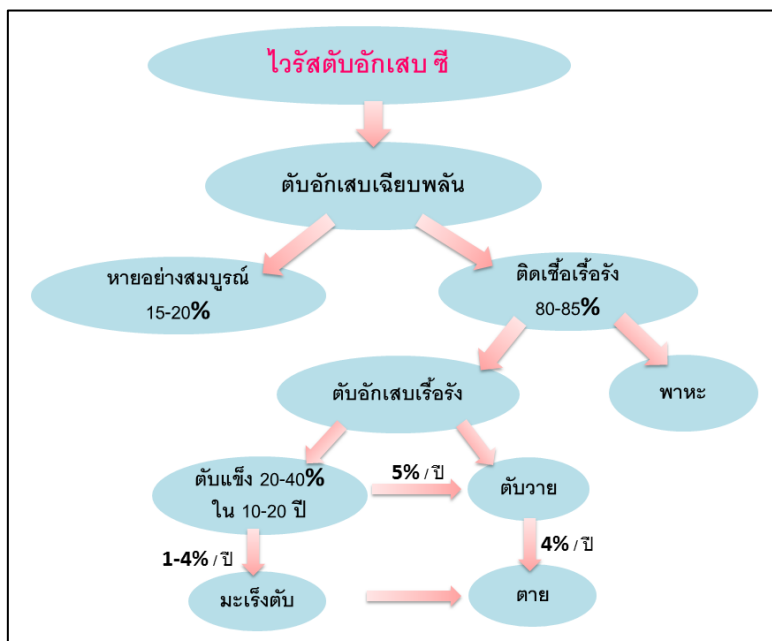 ไวรัสตับอักเสบ ซี
ตับอักเสบเฉียบพลัน
หายอย่างสมบูรณ์
15-20%
ติดเชื้อเรื้อรัง
80-85%
ตับอักเสบเรื้อรัง
พาหะ
ตับแข็ง 20-40%
ใน 10-20 ปี
5% / ปี
ตับวาย
1-4% / ปี
4% / ปี
มะเร็งตับ
ตาย